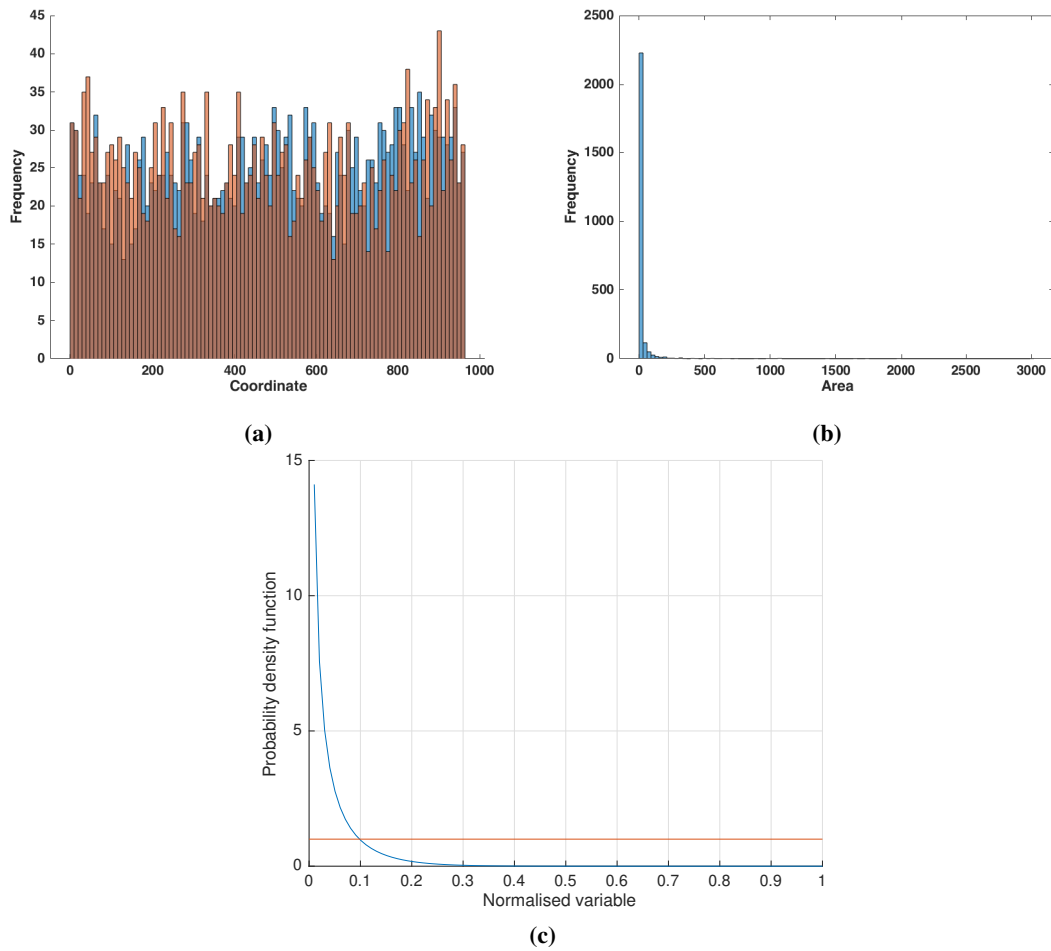 45
40
35
30
25
20
15
10
5
0
Frequency
0 200 400 600 800 1000
Coordinate
(a)
2500
2000
1500
1000
500
0
Frequency
0 500 1000 1500 2000 2500 3000
Area
(b)
15
10
5
0
Probability density function
0 0.1 0.2 0.3 0.4 0.5 0.6 0.7 0.8 0.9 1
Normalised variable
(c)